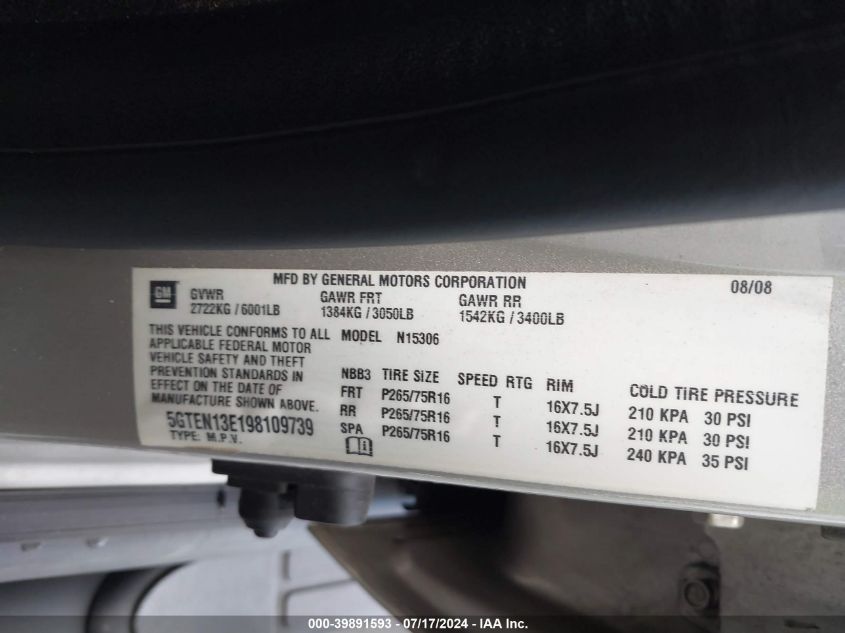 MFD BY GENERAL MOTORS CORPORATION 08/08
GM GVWR GAWR FRT GAWR RR
2722KG / 6001LB 1384KG / 3050LB 1542KG / 3400LB
THIS VEHICLE CONFORMS TO ALL
APPLICABLE FEDERAL MOTOR
VEHICLE SAFETY AND THEFT
PREVENTION STANDARDS IN
EFFECT ON THE DATE OF
MANUFACTURE SHOWN ABOVE.
5GTEN13E198109739
TYPE: M.P.V.
MODEL N15306
NBB3 TIRE SIZE SPEED RTG RIM COLD TIRE PRESSURE
FRT P265/75R16 T 16X7.5J 210 KPA 30 PSI
RR P265/75R16 T 16X7.5J 210 KPA 30 PSI
SPA P265/75R16 T 16X7.5J 240 KPA 35 PSI
000-39891593 - 07/17/2024 - IAA Inc.